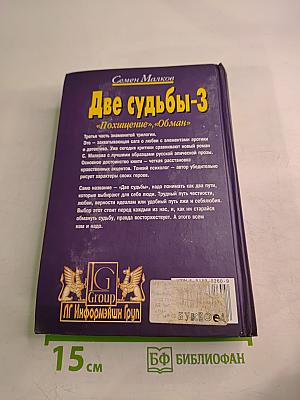 Семен Малков
Две судьбы-3
«Похищение», «Обман»
Третья часть знаменитой трилогии.
Это — захватывающая сага о любви с элементами эротики
и детектива. Уже сегодня критики сравнивают новый роман
С. Малкова с лучшими образцами русской эпической прозы.
Основное достоинство книги — четкая расстановка
нравственных акцентов. Тонкий психолог — автор убедительно
рисует характеры своих героев.
Само название — «Две судьбы», надо понимать как два пути,
которые выбирают для себя люди. Трудный путь честности,
любви, верности идеалам или удобный путь лжи и себялюбия.
Выбор этот стоит перед каждым из нас, и, как ни старайся
обмануть судьбу, правда восторжествует. А этого всем
нам и надо.
IG
Group
ЛГ Информэйшн Груп
15 см
БФ БИБЛИОФАН